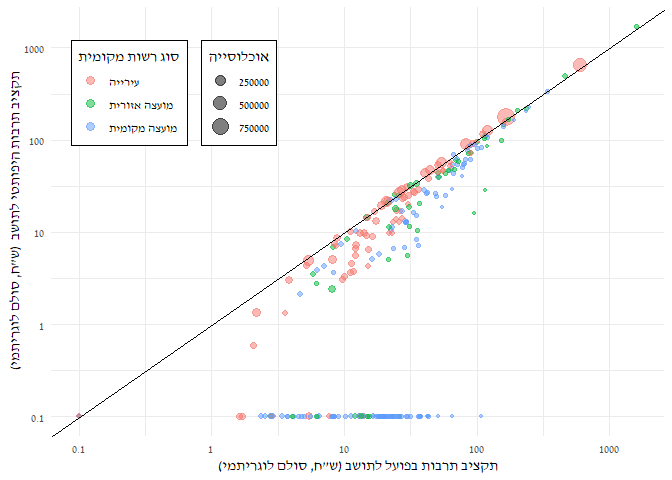 סוג רשות מקומית
עירייה
מועצה אזורית
מועצה מקומית
אוכלוסייה
250000
500000
750000
תקציב תרבות היפותטי לתושב (ש״ח, סולם לוגריתמי)
1000
100
10
1
0.1
0.1
1
10
100
1000
תקציב תרבות בפועל לתושב (ש״ח, סולם לוגריתמי)